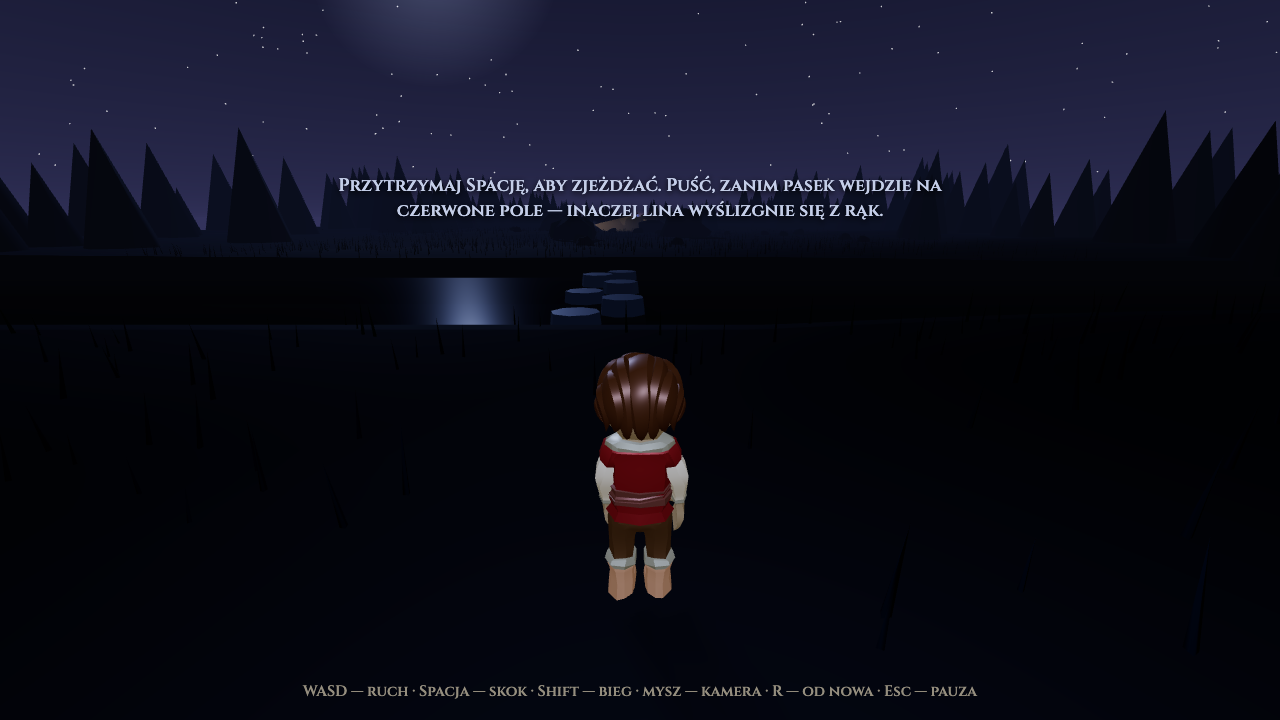 Przytrzymaj Spację, aby zjeżdżać. Puść, zanim pasek wejdzie na
czerwone pole — inaczej lina wyślizgnie się z rąk.
WASD — ruch · Spacja — skok · Shift — bieg · mysz — kamera · R — od nowa · Esc — pauza